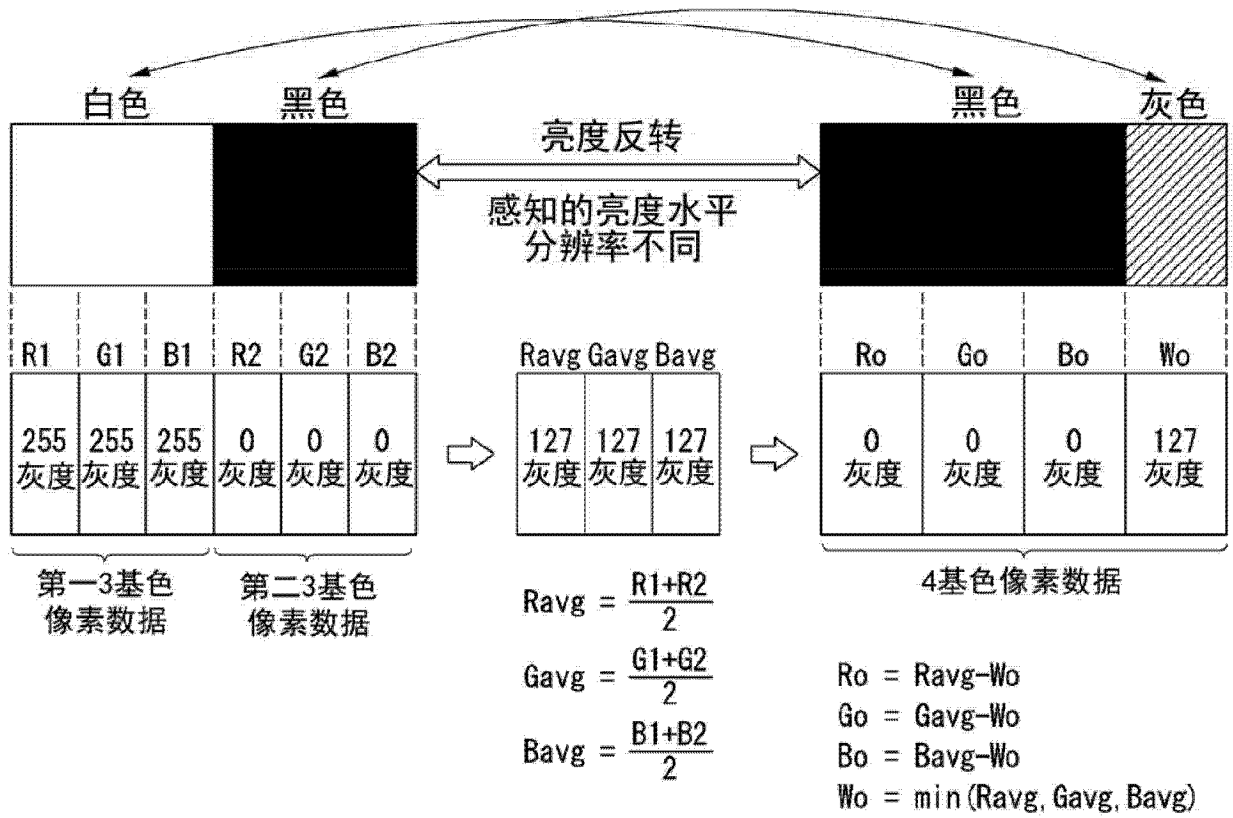 白色 黑色 黑色 灰色
亮度反转
感知的亮度水平
分辨率不同
R1 G1 B1 R2 G2 B2 Ravg Gavg Bavg Ro Go Bo Wo
255 255 255 0 0 0 127 127 127 0 0 0 127
灰度 灰度 灰度 灰度 灰度 灰度 灰度 灰度 灰度 灰度 灰度 灰度 灰度
第一3基色
像素数据
第二3基色
像素数据
4基色像素数据
Ravg = R1+R2
2
Gavg = G1+G2
2
Bavg = B1+B2
2
Ro = Ravg-Wo
Go = Gavg-Wo
Bo = Bavg-Wo
Wo = min(Ravg,Gavg,Bavg)